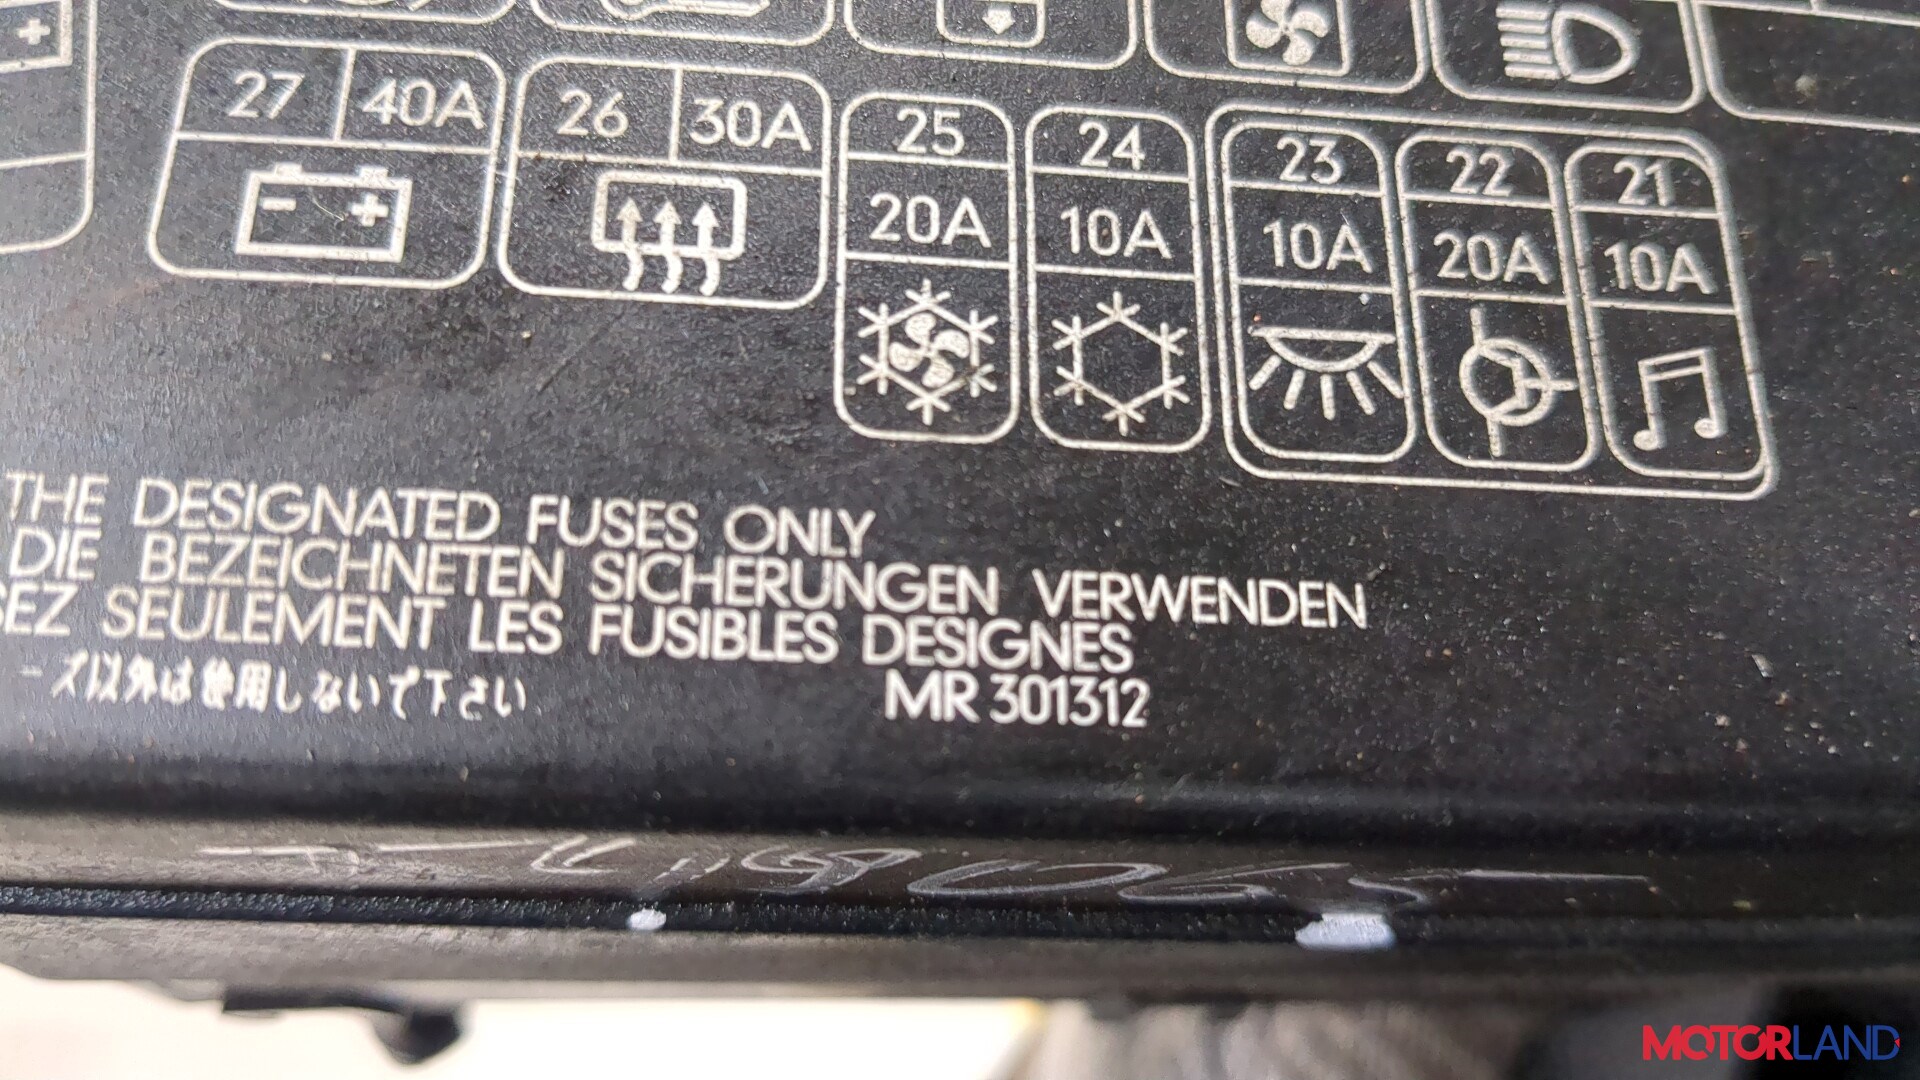 27 40A 26 30A 25 24 23 22 21
20A 10A 10A 20A 10A
THE DESIGNATED FUSES ONLY
DIE BEZEICHNETEN SICHERUNGEN VERWENDEN
SEZ SEULEMENT LES FUSIBLES DESIGNES
ーズ以外は使用しないで下さい
MR 301312
MOTORLAND